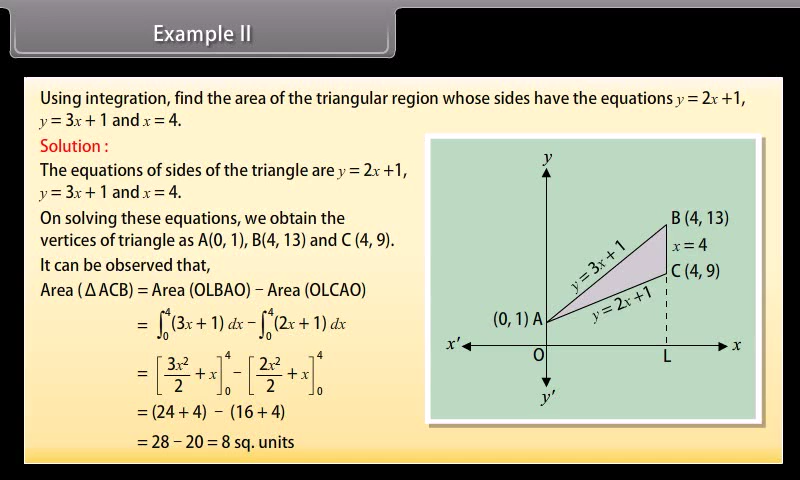 Example II
Using integration, find the area of the triangular region whose sides have the equations y = 2x +1,
y = 3x + 1 and x = 4.
Solution :
The equations of sides of the triangle are y = 2x +1,
y = 3x + 1 and x = 4.
On solving these equations, we obtain the
vertices of triangle as A(0, 1), B(4, 13) and C (4, 9).
It can be observed that,
Area (ΔACB) = Area (OLBAO) − Area (OLCAO)
= ∫₀⁴(3x + 1) dx − ∫₀⁴(2x + 1) dx
= [3x²/2 + x]₀⁴ − [2x²/2 + x]₀⁴
= (24 + 4) − (16 + 4)
= 28 − 20 = 8 sq. units
y
B (4, 13)
y = 3x + 1
x = 4
C (4, 9)
y = 2x +1
(0, 1) A
x'
O
L
x
y'